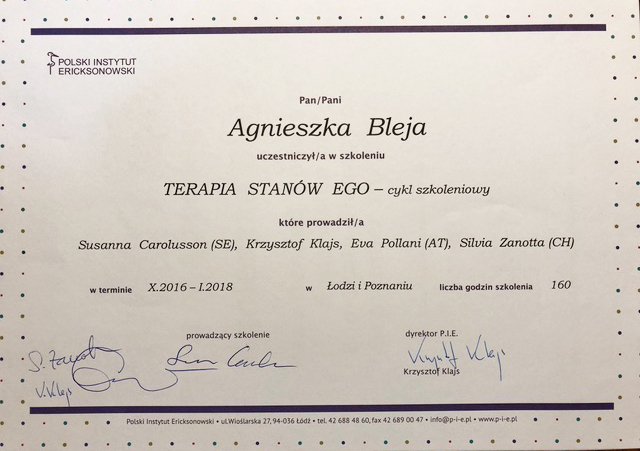 POLSKI INSTYTUT
ERICKSONOWSKI
Pan/Pani
Agnieszka Bleja
uczestniczył/a w szkoleniu
TERAPIA STANÓW EGO – cykl szkoleniowy
które prowadził/a
Susanna Carolusson (SE), Krzysztof Klajs, Eva Pollani (AT), Silvia Zanotta (CH)
w terminie X.2016 – I.2018 w Łodzi i Poznaniu liczba godzin szkolenia 160
prowadzący szkolenie
dyrektor P.I.E.
Krzysztof Klajs
Polski Instytut Ericksonowski • ul.Wioślarska 27, 94-036 Łódź • tel. 42 688 48 60, fax 42 689 00 47 • info@p-i-e.pl • www.p-i-e.pl